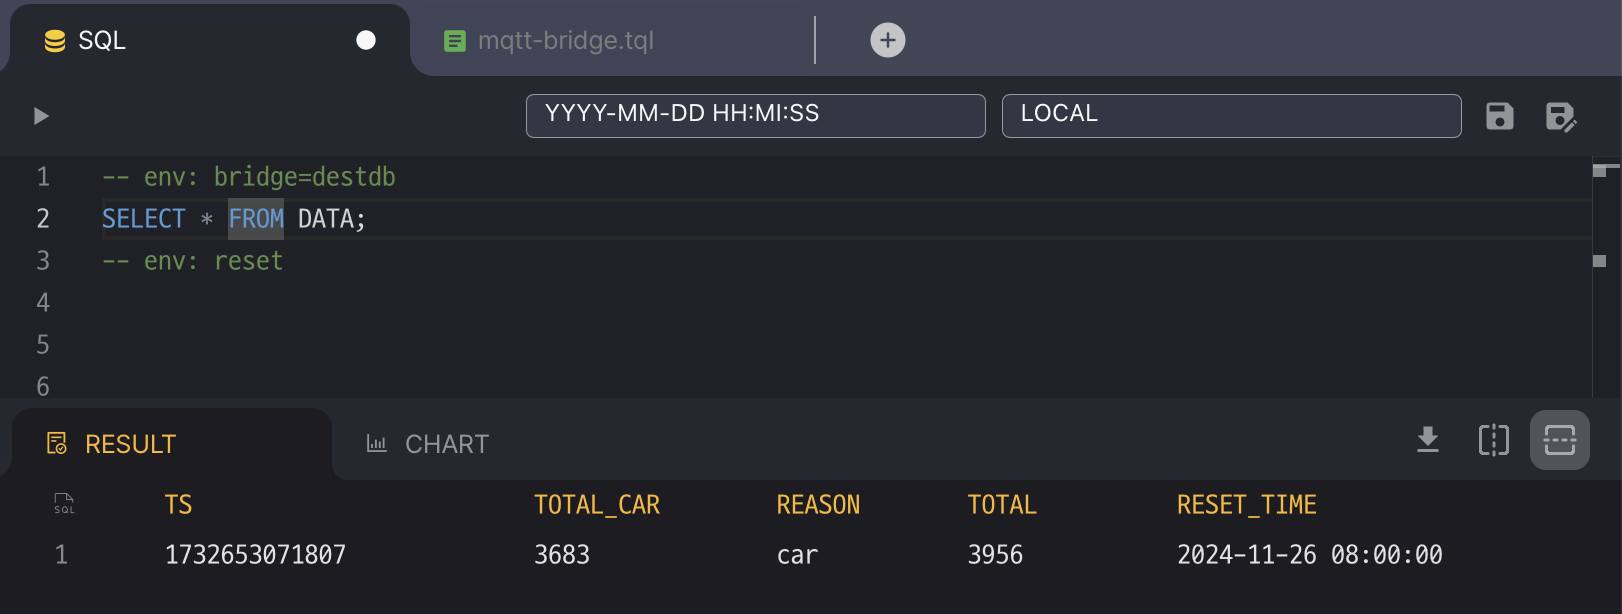 SQL mqtt-bridge.tql
YYYY-MM-DD HH:MI:SS LOCAL
1 -- env: bridge=destdb
2 SELECT * FROM DATA;
3 -- env: reset
4
5
6
RESULT CHART
SQL TS TOTAL_CAR REASON TOTAL RESET_TIME
1 1732653071807 3683 car 3956 2024-11-26 08:00:00